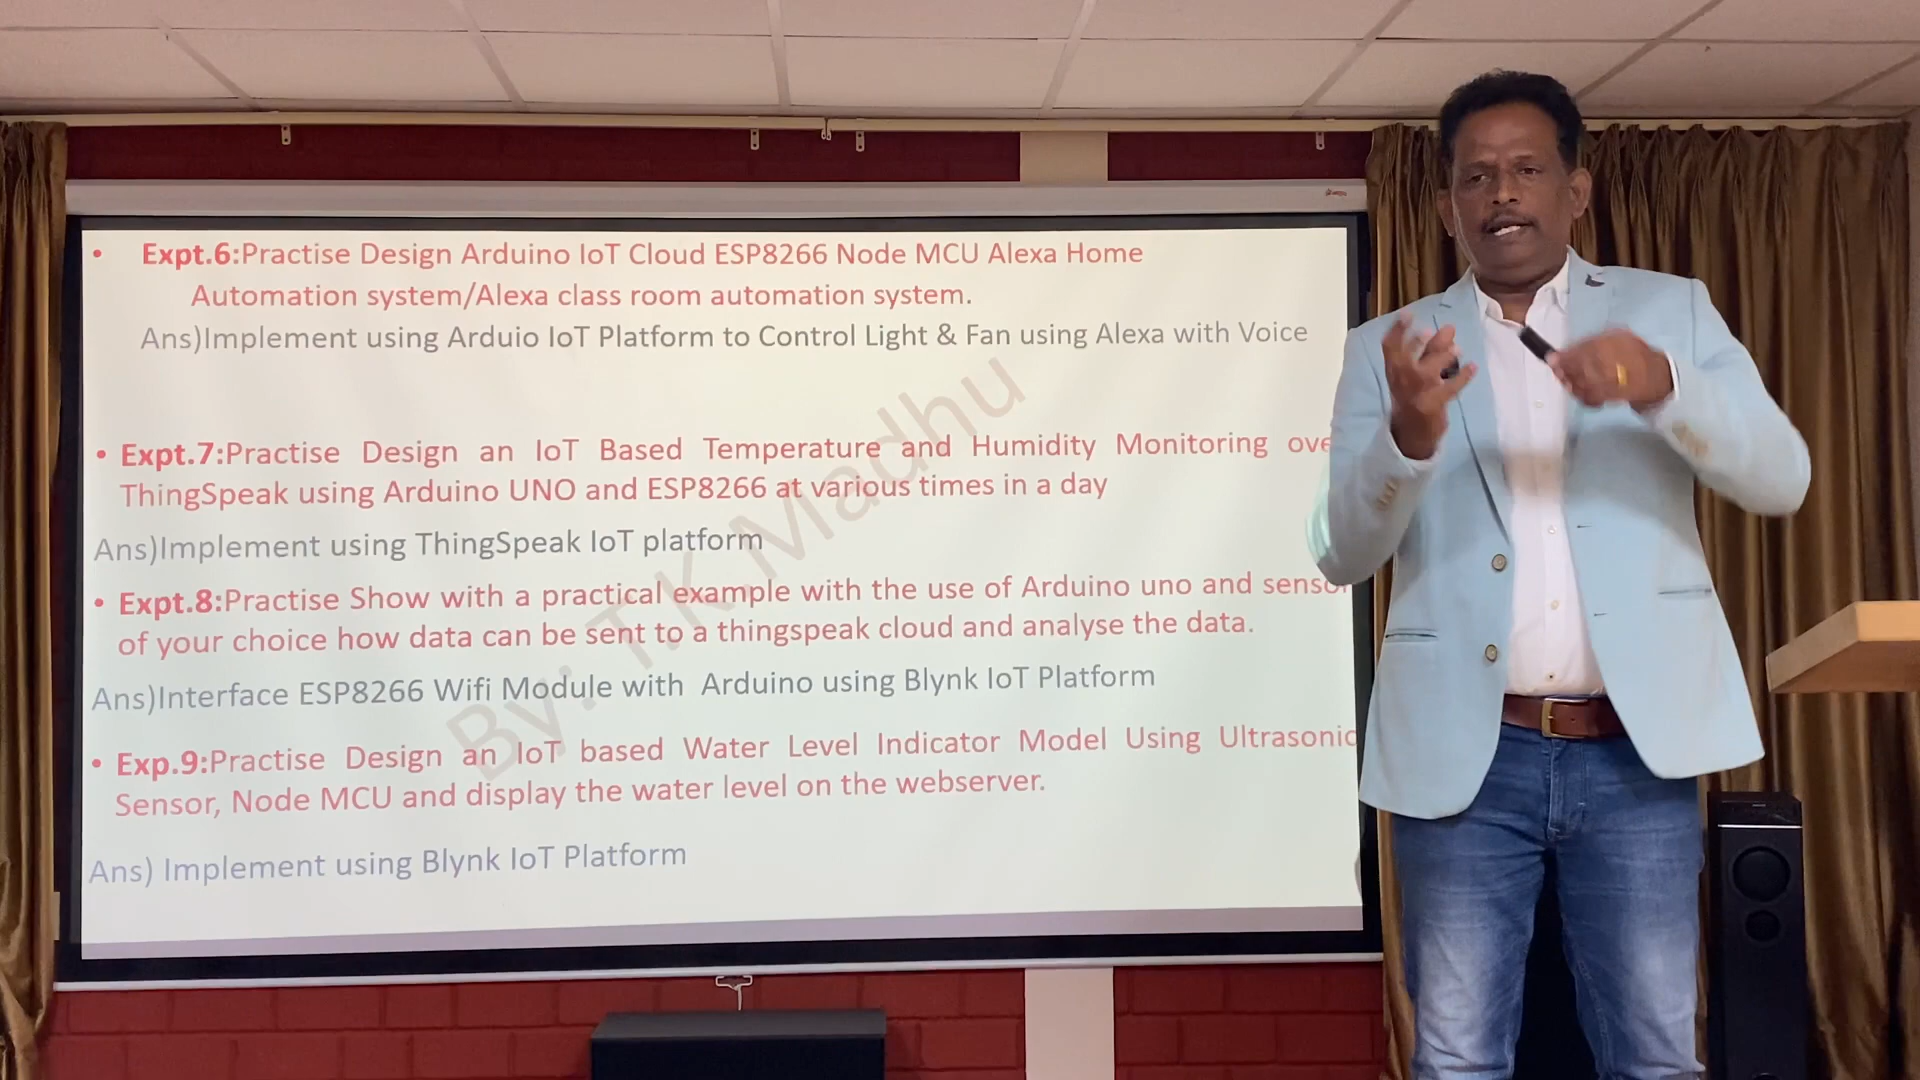 • Expt.6:Practise Design Arduino IoT Cloud ESP8266 Node MCU Alexa Home
Automation system/Alexa class room automation system.
Ans)Implement using Arduio IoT Platform to Control Light & Fan using Alexa with Voice
• Expt.7:Practise Design an IoT Based Temperature and Humidity Monitoring ove
ThingSpeak using Arduino UNO and ESP8266 at various times in a day
Ans)Implement using ThingSpeak IoT platform
• Expt.8:Practise Show with a practical example with the use of Arduino uno and sensor
of your choice how data can be sent to a thingspeak cloud and analyse the data.
Ans)Interface ESP8266 Wifi Module with Arduino using Blynk IoT Platform
• Exp.9:Practise Design an IoT based Water Level Indicator Model Using Ultrasonic
Sensor, Node MCU and display the water level on the webserver.
Ans) Implement using Blynk IoT Platform
By: T.K.Madhu